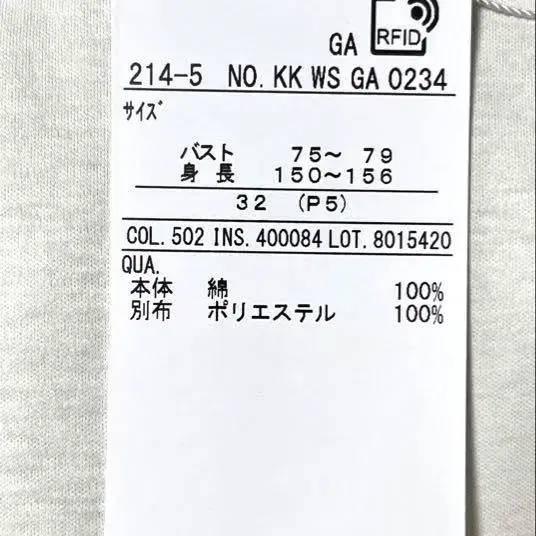 RFID
GA
214-5 NO. KK WS GA 0234
サイズ
バスト 75～ 79
身 長 150～156
32 (P5)
COL. 502 INS. 400084 LOT. 8015420
QUA.
本体 綿 100%
別布 ポリエステル 100%